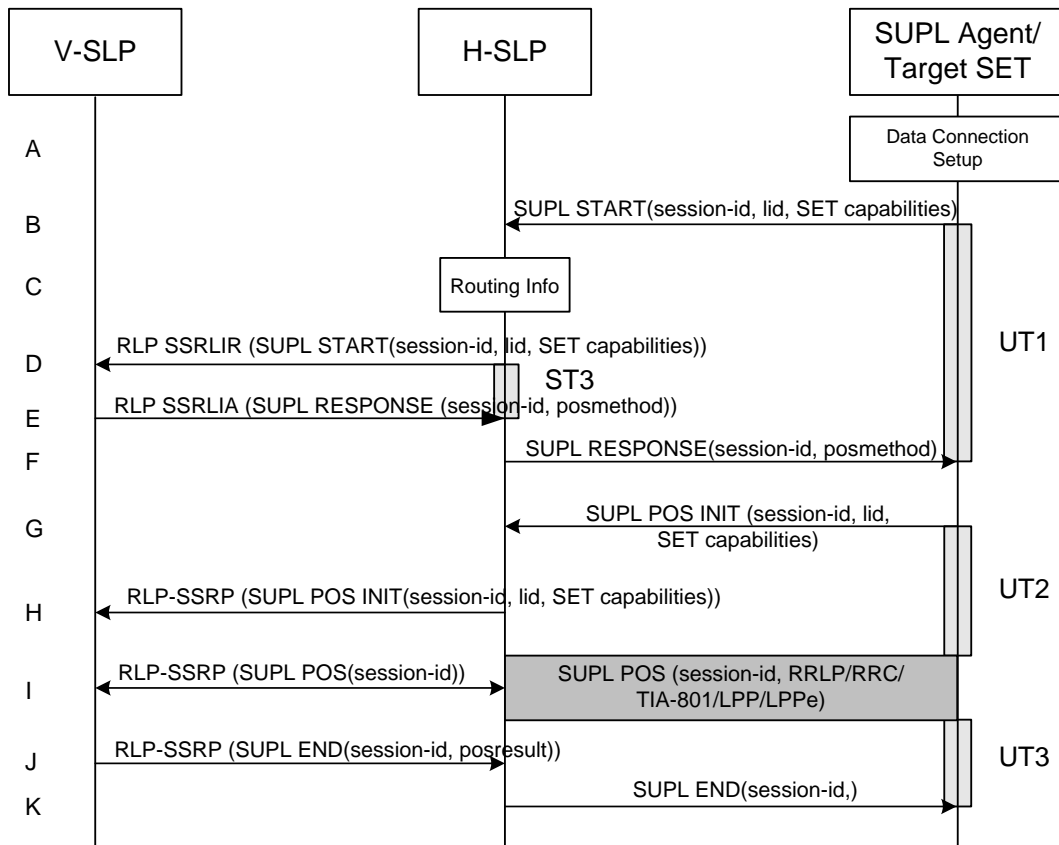 V-SLP
H-SLP
SUPL Agent/
Target SET
A
Data Connection
Setup
B
SUPL START(session-id, lid, SET capabilities)
C
Routing Info
UT1
D
RLP SSRLIR (SUPL START(session-id, lid, SET capabilities))
ST3
E
RLP SSRLIA (SUPL RESPONSE (session-id, posmethod))
F
SUPL RESPONSE(session-id, posmethod)
G
SUPL POS INIT (session-id, lid,
SET capabilities)
UT2
H
RLP-SSRP (SUPL POS INIT(session-id, lid, SET capabilities))
I
RLP-SSRP (SUPL POS(session-id))
SUPL POS (session-id, RRLP/RRC/
TIA-801/LPP/LPPe)
J
RLP-SSRP (SUPL END(session-id, posresult))
UT3
K
SUPL END(session-id,)